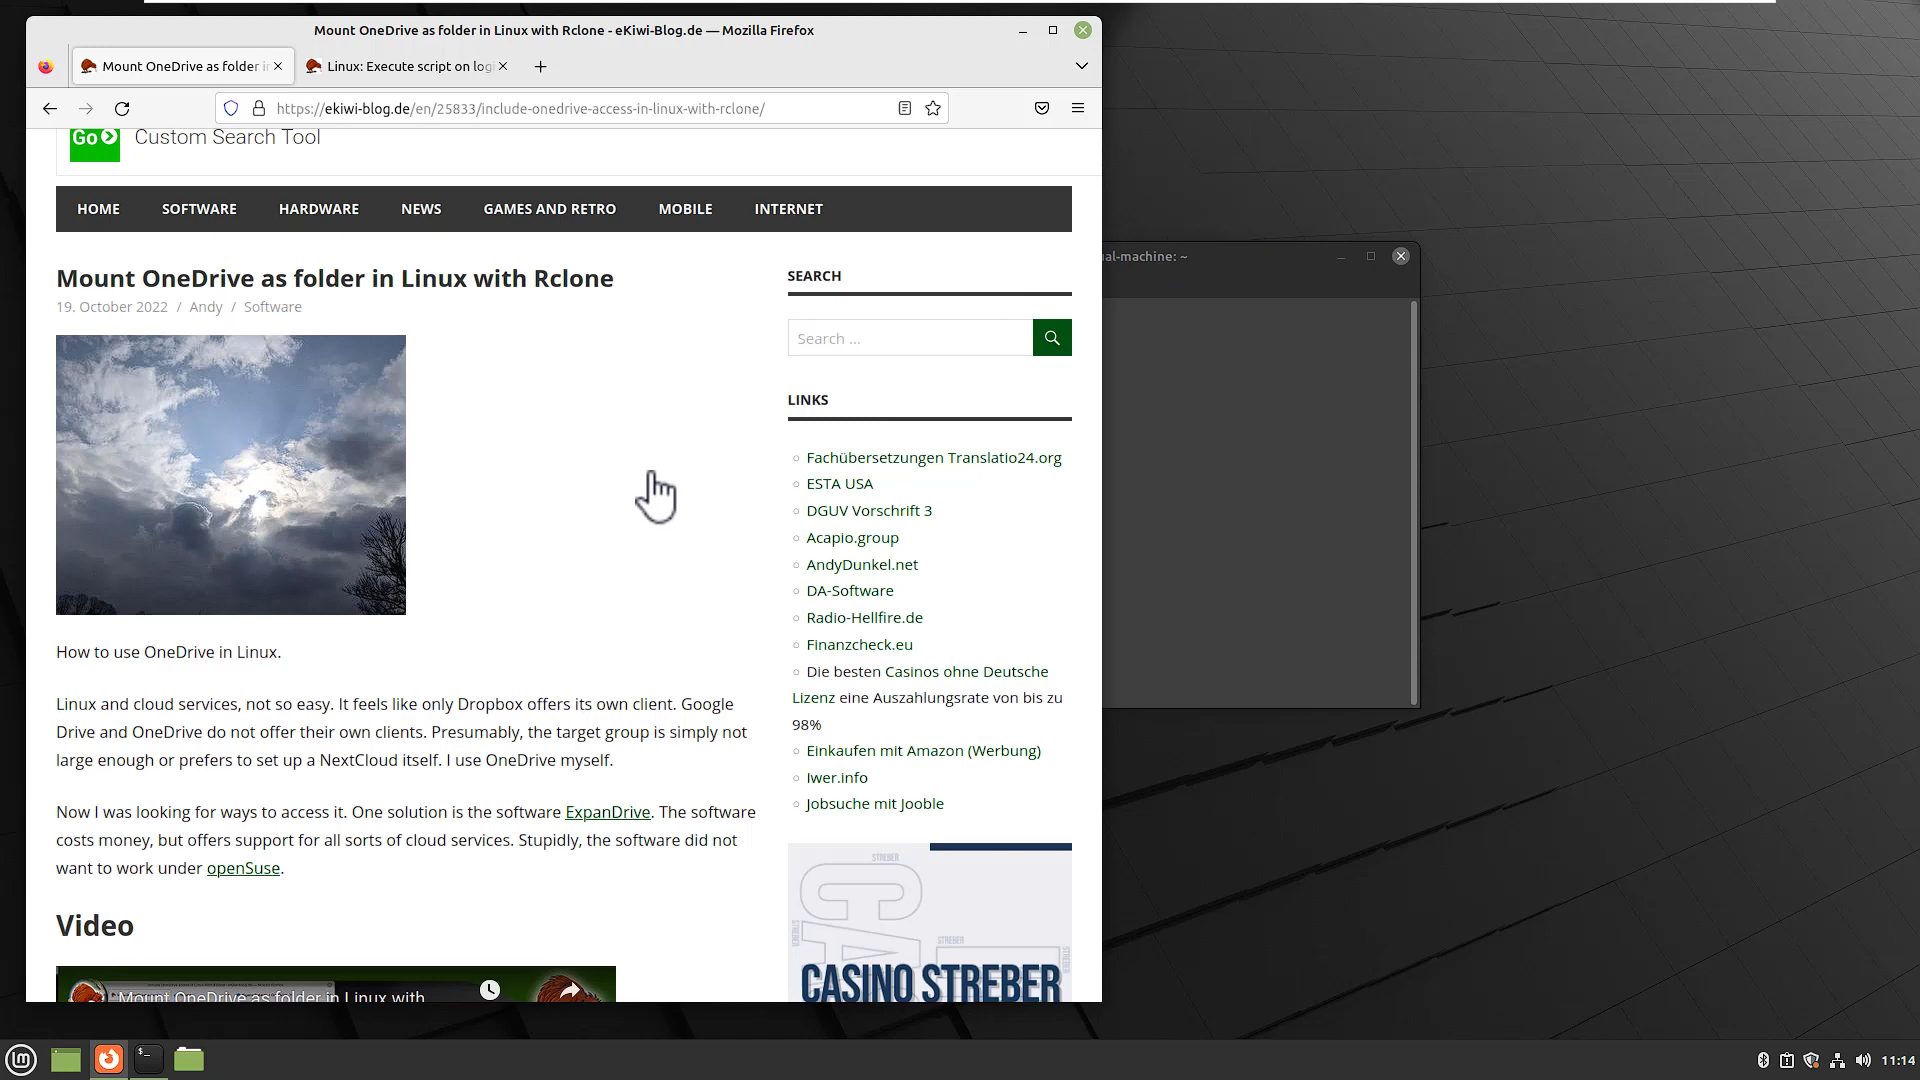 Mount OneDrive as folder in Linux with Rclone - eKiwi-Blog.de — Mozilla Firefox
Mount OneDrive as folder in
Linux: Execute script on log
https://ekiwi-blog.de/en/25833/include-onedrive-access-in-linux-with-rclone/
Go
Custom Search Tool
HOME SOFTWARE HARDWARE NEWS GAMES AND RETRO MOBILE INTERNET
Mount OneDrive as folder in Linux with Rclone
19. October 2022 / Andy / Software
How to use OneDrive in Linux.
Linux and cloud services, not so easy. It feels like only Dropbox offers its own client. Google
Drive and OneDrive do not offer their own clients. Presumably, the target group is simply not
large enough or prefers to set up a NextCloud itself. I use OneDrive myself.
Now I was looking for ways to access it. One solution is the software ExpanDrive. The software
costs money, but offers support for all sorts of cloud services. Stupidly, the software did not
want to work under openSuse.
Video
Mount OneDrive as folder in Linux with
SEARCH
Search ...
LINKS
Fachübersetzungen Translatio24.org
ESTA USA
DGUV Vorschrift 3
Acapio.group
AndyDunkel.net
DA-Software
Radio-Hellfire.de
Finanzcheck.eu
Die besten Casinos ohne Deutsche
Lizenz eine Auszahlungsrate von bis zu
98%
Einkaufen mit Amazon (Werbung)
Iwer.info
Jobsuche mit Jooble
STREBER
CA
STREBER
STREBER
STREBER
CASINO STREBER
al-machine: ~
lm
$_
11:14